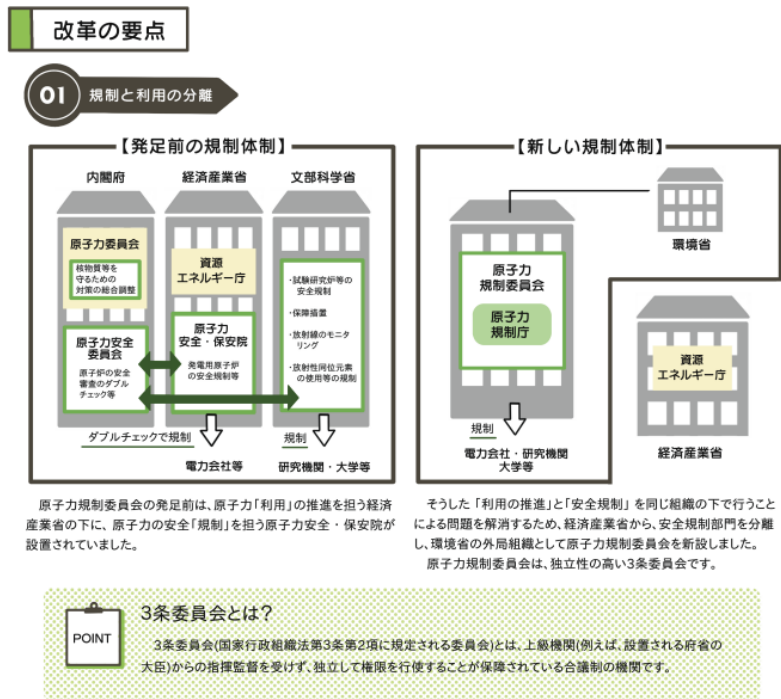 改革の要点
01 規制と利用の分離
【発足前の規制体制】
内閣府
経済産業省
文部科学省
原子力委員会
核物質等を
守るための
対策の総合調整
資源
エネルギー庁
・試験研究炉等の
安全規制
・保障措置
・放射線のモニタ
リング
・放射性同位元素
の使用等の規制
原子力安全
委員会
原子炉の安全
審査のダブル
チェック等
原子力
安全・保安院
発電用原子炉
の安全規制等
ダブルチェックで規制
規制
電力会社等
研究機関・大学等
【新しい規制体制】
環境省
原子力
規制委員会
原子力
規制庁
規制
電力会社・研究機関
大学等
資源
エネルギー庁
経済産業省
原子力規制委員会の発足前は、原子力「利用」の推進を担う経済
産業省の下に、原子力の安全「規制」を担う原子力安全・保安院が
設置されていました。
そうした「利用の推進」と「安全規制」を同じ組織の下で行うこと
による問題を解消するため、経済産業省から、安全規制部門を分離
し、環境省の外局組織として原子力規制委員会を新設しました。
原子力規制委員会は、独立性の高い3条委員会です。
POINT
3条委員会とは?
3条委員会(国家行政組織法第3条第2項に規定される委員会)とは、上級機関(例えば、設置される府省の
大臣)からの指揮監督を受けず、独立して権限を行使することが保障されている合議制の機関です。